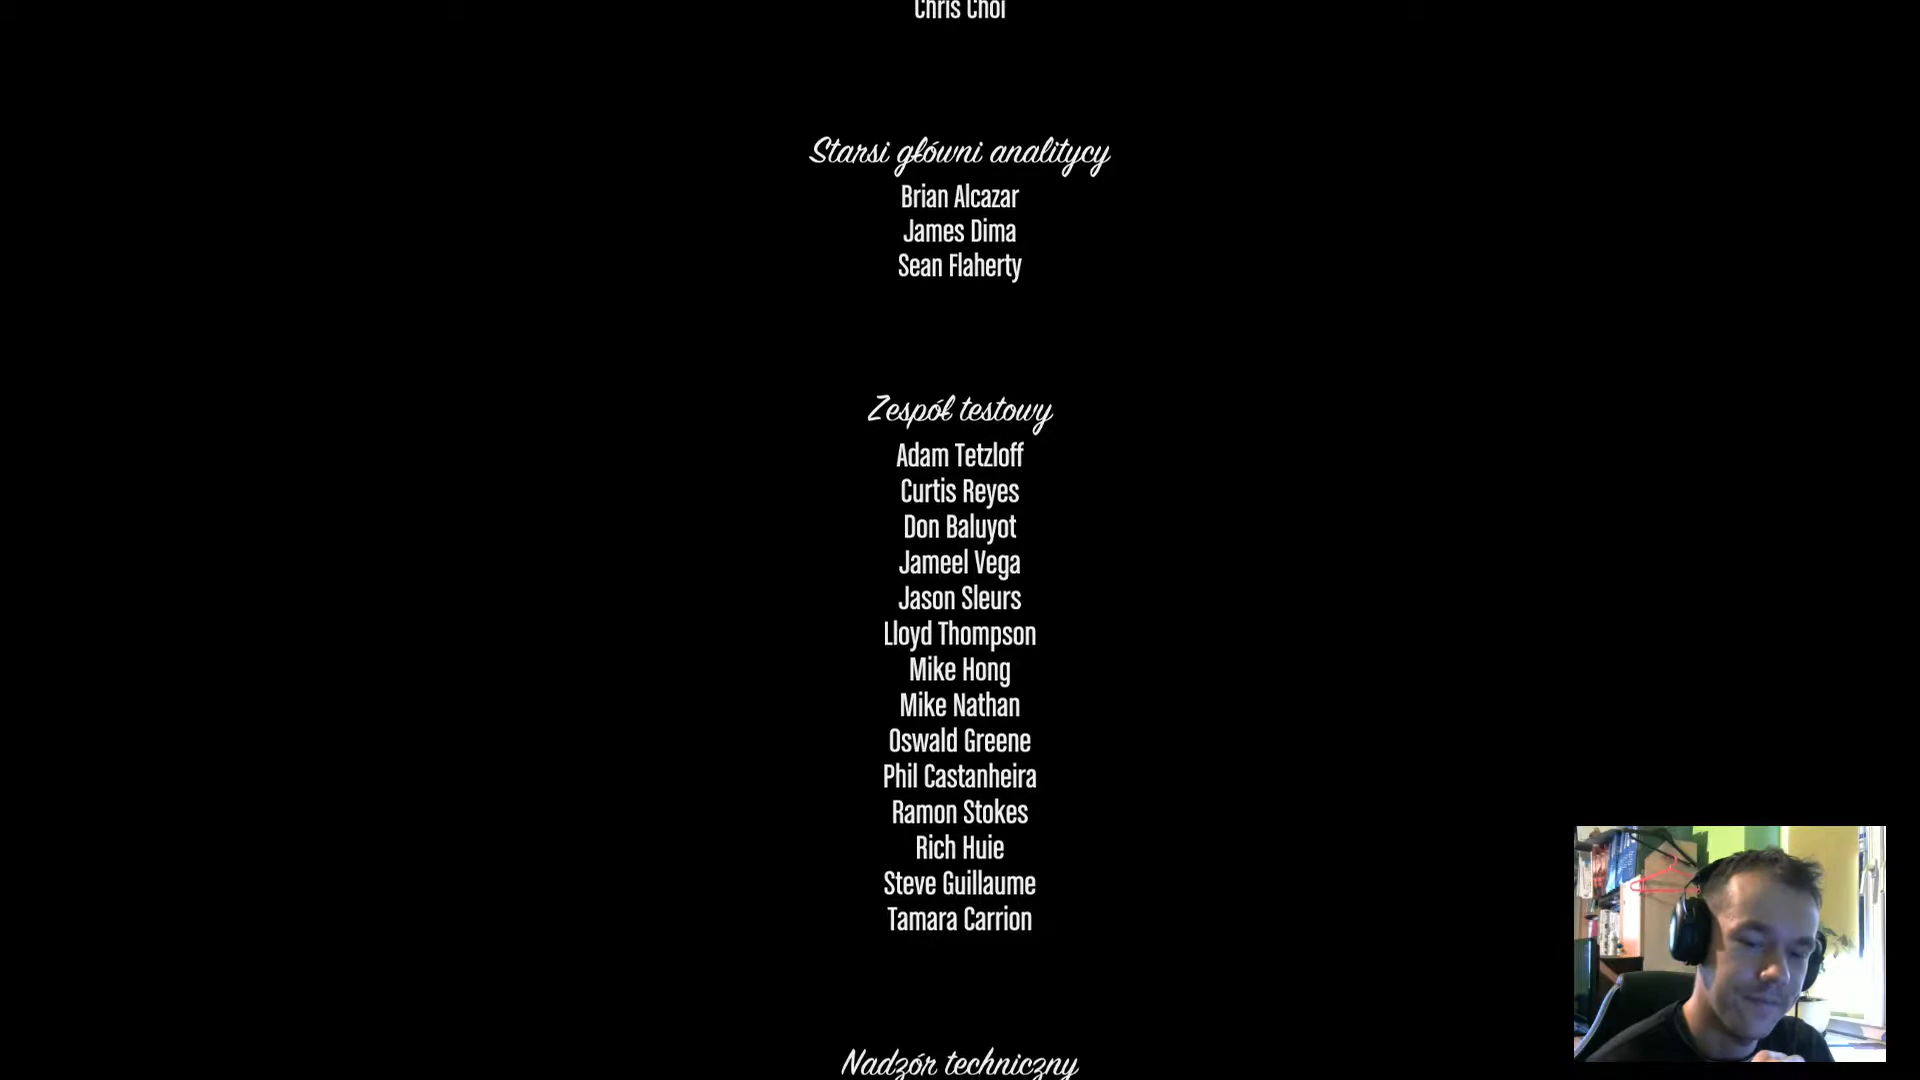 Chris Choi
Starsi główni analitycy
Brian Alcazar
James Dima
Sean Flaherty
Zespół testowy
Adam Tetzloff
Curtis Reyes
Don Baluyot
Jameel Vega
Jason Sleurs
Lloyd Thompson
Mike Hong
Mike Nathan
Oswald Greene
Phil Castanheira
Ramon Stokes
Rich Huie
Steve Guillaume
Tamara Carrion
Nadzór techniczny